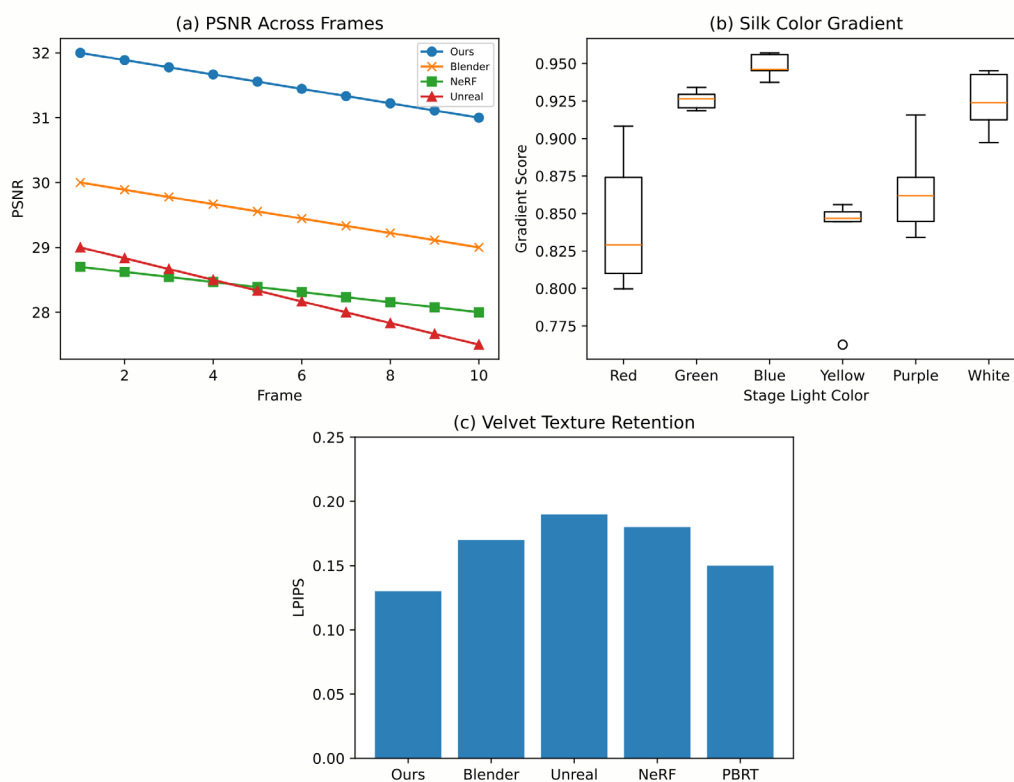 (a) PSNR Across Frames
PSNR
32
31
30
29
28
2 4 6 8 10
Frame
Ours
Blender
NeRF
Unreal
(b) Silk Color Gradient
Gradient Score
0.950
0.925
0.900
0.875
0.850
0.825
0.800
0.775
Red Green Blue Yellow Purple White
Stage Light Color
(c) Velvet Texture Retention
LPIPS
0.25
0.20
0.15
0.10
0.05
0.00
Ours Blender Unreal NeRF PBRT